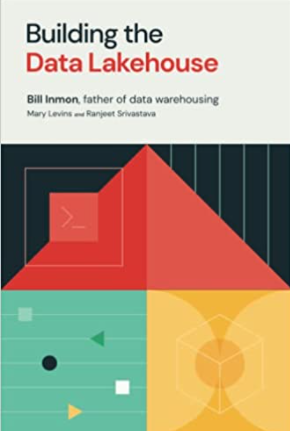 Building the
Data Lakehouse
Bill Inmon, father of data warehousing
Mary Levins and Ranjeet Srivastava
>_